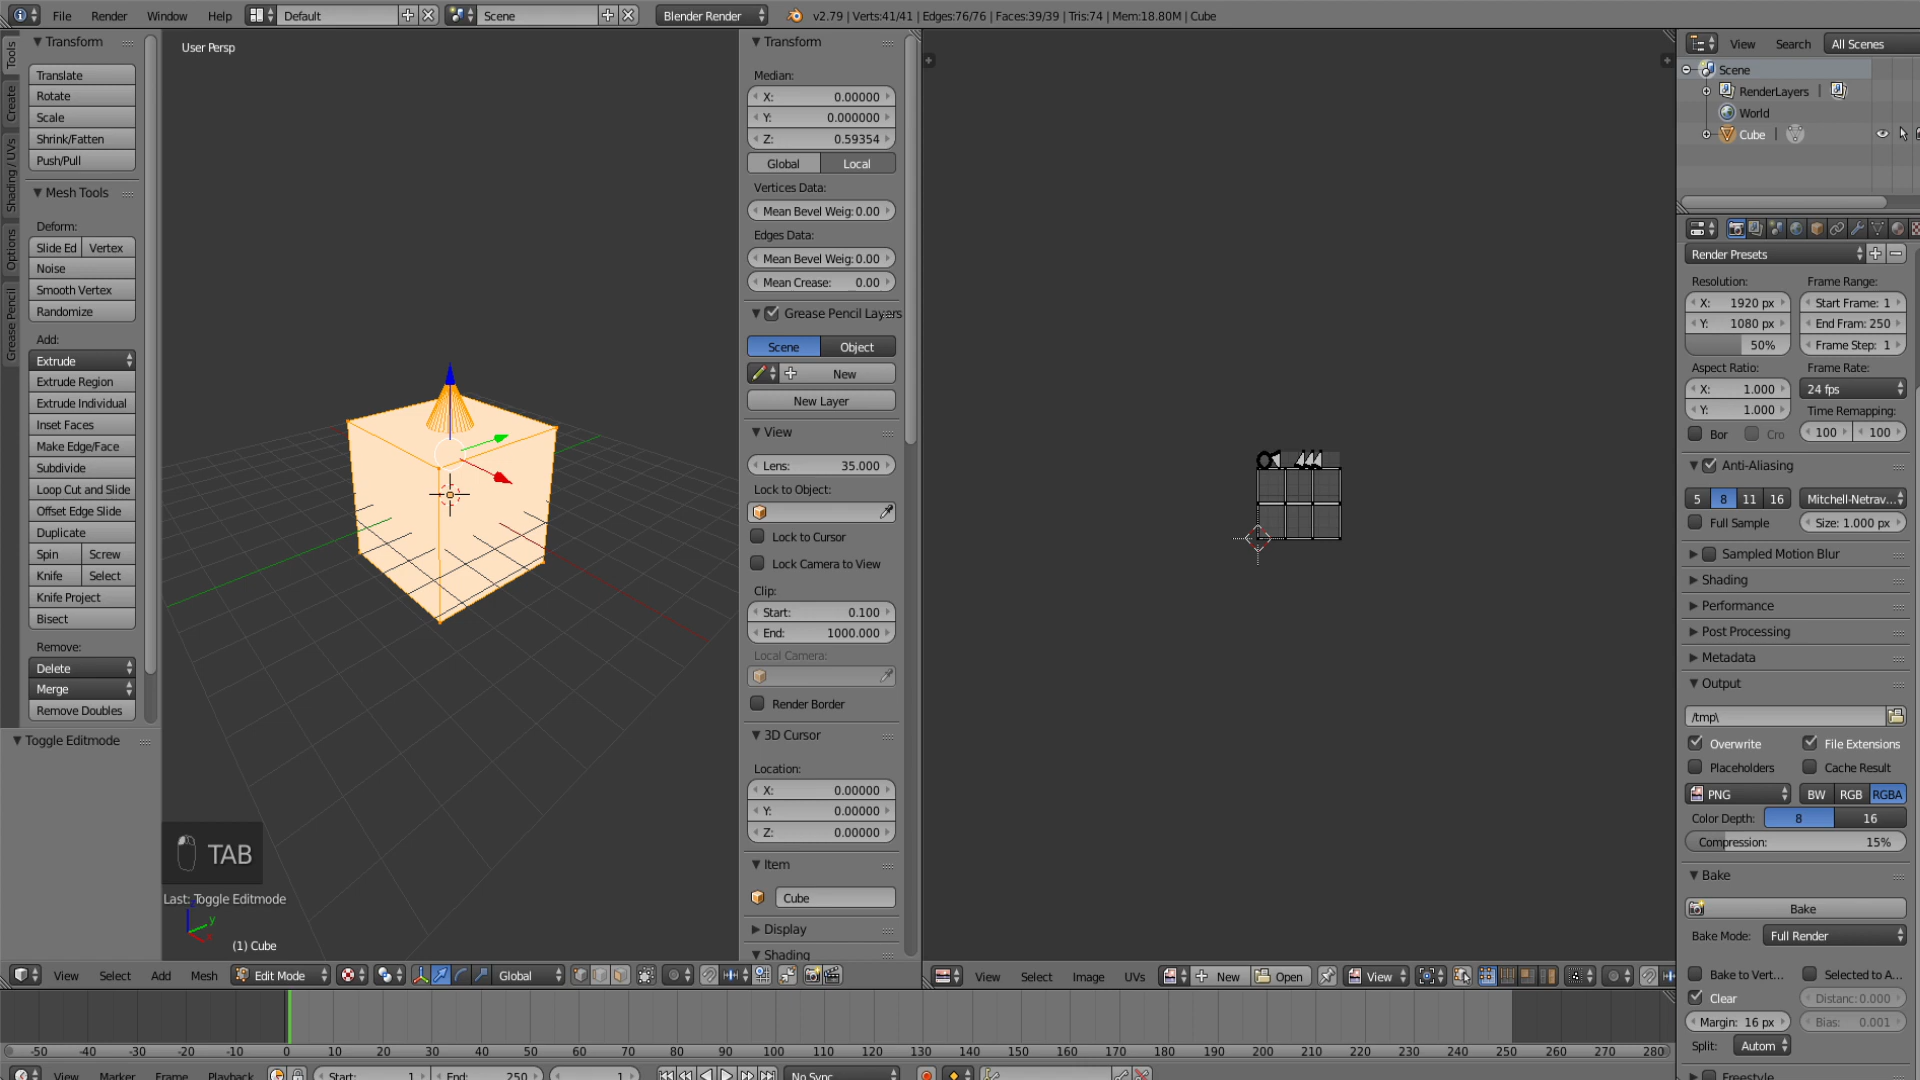 File Render Window Help Default Scene Blender Render v2.79 | Verts:41/41 | Edges:76/76 | Faces:39/39 | Tris:74 | Mem:18.80M | Cube
Tools
Create
Shading / UVs
Options
Grease Pencil
Transform
Translate
Rotate
Scale
Shrink/Fatten
Push/Pull
Mesh Tools
Deform:
Slide Ed Vertex
Noise
Smooth Vertex
Randomize
Add:
Extrude
Extrude Region
Extrude Individual
Inset Faces
Make Edge/Face
Subdivide
Loop Cut and Slide
Offset Edge Slide
Duplicate
Spin Screw
Knife Select
Knife Project
Bisect
Remove:
Delete
Merge
Remove Doubles
Toggle Editmode
User Persp
TAB
Last: Toggle Editmode
y
(1) Cube
Transform
Median:
X: 0.00000
Y: 0.000000
Z: 0.59354
Global Local
Vertices Data:
Mean Bevel Weig: 0.00
Edges Data:
Mean Bevel Weig: 0.00
Mean Crease: 0.00
Grease Pencil Layers
Scene Object
New
New Layer
View
Lens: 35.000
Lock to Object:
Lock to Cursor
Lock Camera to View
Clip:
Start: 0.100
End: 1000.000
Local Camera:
Render Border
3D Cursor
Location:
X: 0.00000
Y: 0.00000
Z: 0.00000
Item
Cube
Display
Shading
View Search All Scenes
Scene
RenderLayers |
World
Cube |
Render Presets
Resolution: Frame Range:
X: 1920 px Start Frame: 1
Y: 1080 px End Fram: 250
50% Frame Step: 1
Aspect Ratio: Frame Rate:
X: 1.000 24 fps
Y: 1.000 Time Remapping:
Bor Cro 100 100
Anti-Aliasing
5 8 11 16 Mitchell-Netrav...
Full Sample Size: 1.000 px
Sampled Motion Blur
Shading
Performance
Post Processing
Metadata
Output
/tmp\
Overwrite File Extensions
Placeholders Cache Result
PNG BW RGB RGBA
Color Depth: 8 16
Compression: 15%
Bake
Bake
Bake Mode: Full Render
Bake to Vert... Selected to A...
Clear Distanc: 0.000
Margin: 16 px Bias: 0.001
Split: Autom
Freestyle
View Select Add Mesh Edit Mode Global
View Select Image UVs New Open View
-50 -40 -30 -20 -10 0 10 20 30 40 50 60 70 80 90 100 110 120 130 140 150 160 170 180 190 200 210 220 230 240 250 260 270 280
View Marker Frame Playback Start: 1 End: 250 1 No Sync